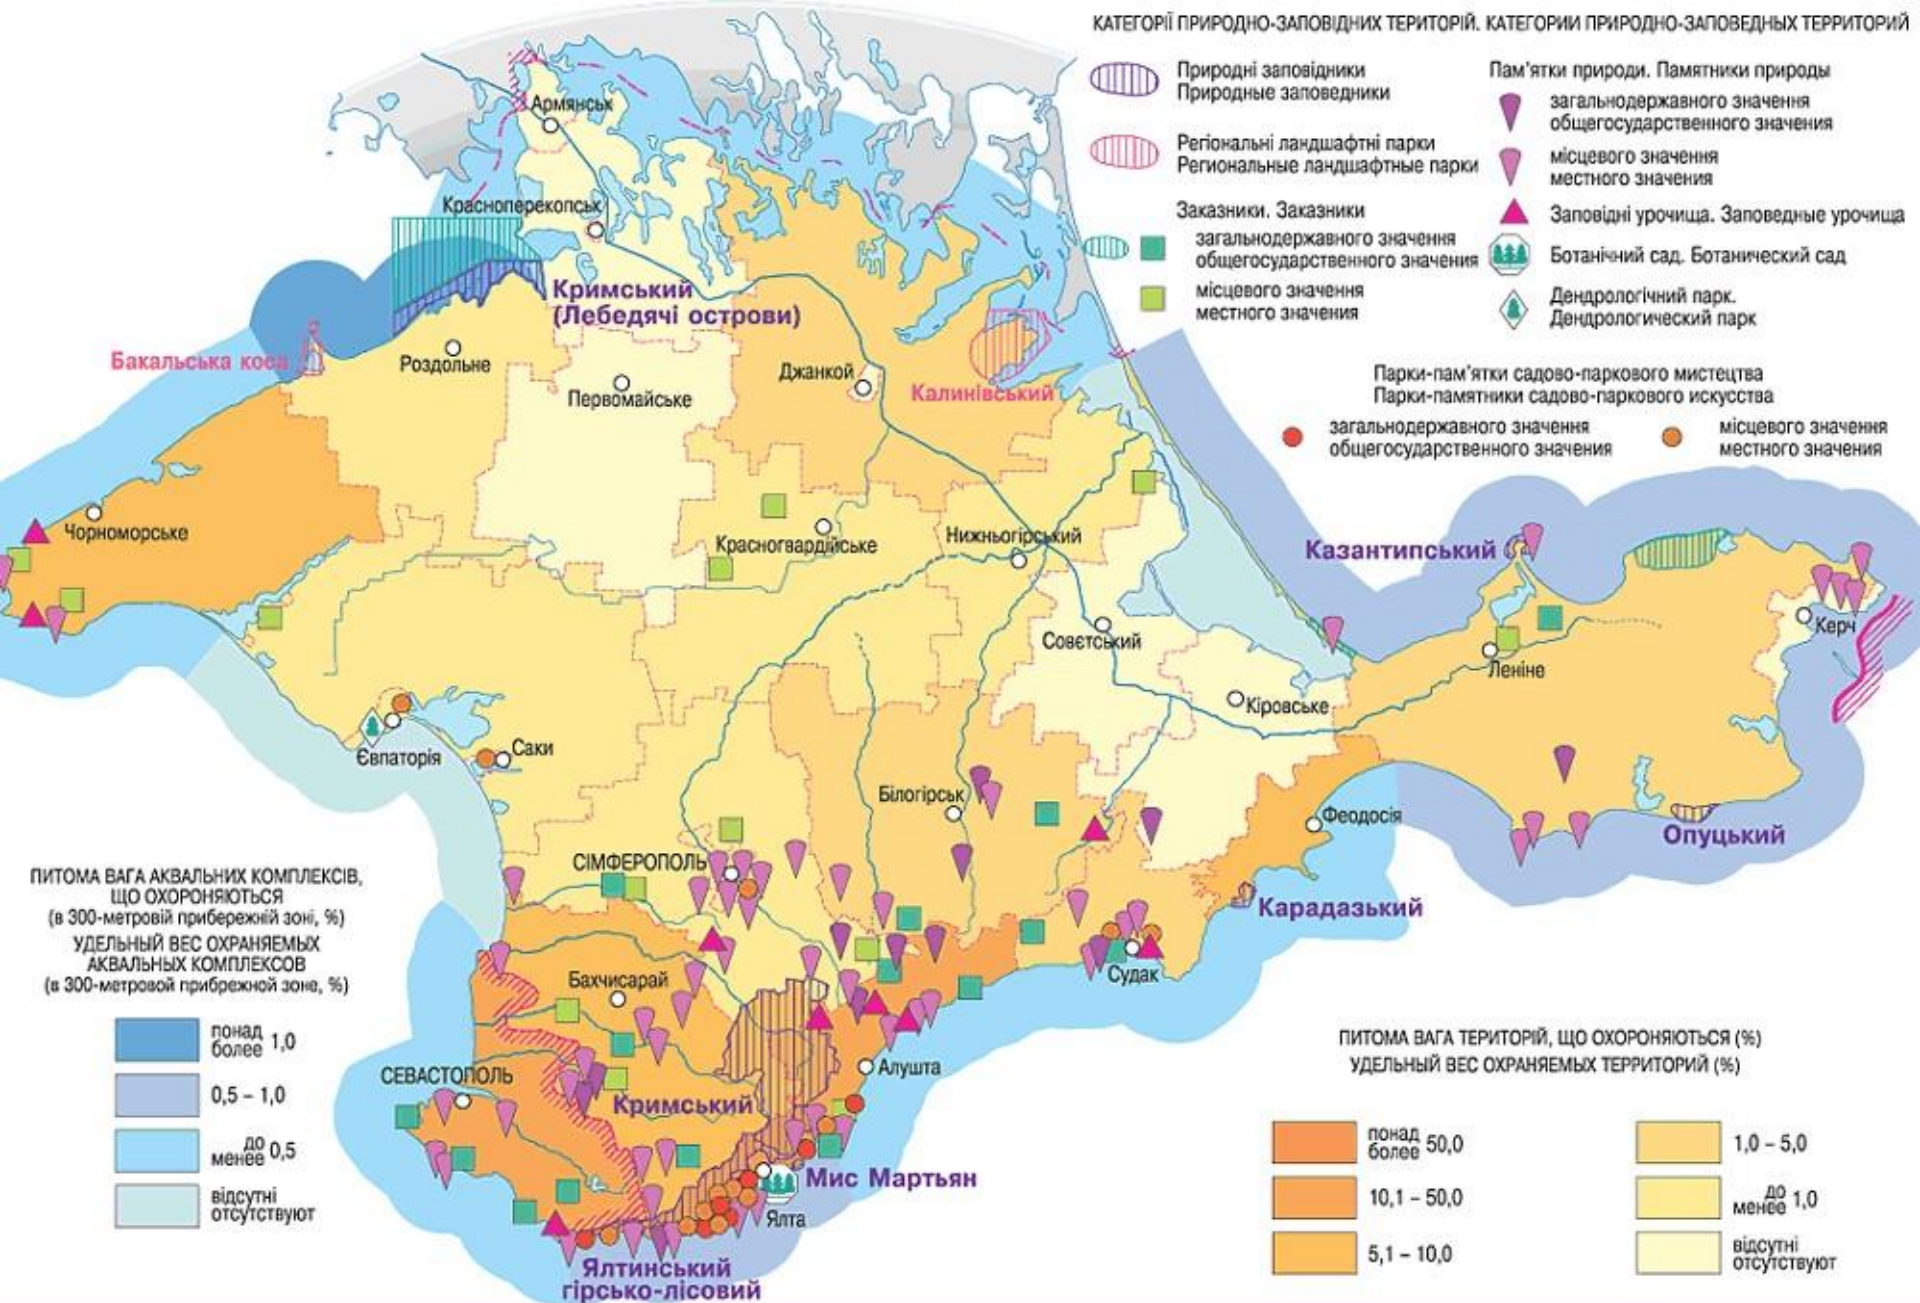 КАТЕГОРІЇ ПРИРОДНО-ЗАПОВІДНИХ ТЕРИТОРІЙ. КАТЕГОРИИ ПРИРОДНО-ЗАПОВЕДНЫХ ТЕРРИТОРИЙ
Природні заповідники
Природные заповедники
Регіональні ландшафтні парки
Региональные ландшафтные парки
Заказники. Заказники
загальнодержавного значення
общегосударственного значения
місцевого значення
местного значения
Пам'ятки природи. Памятники природы
загальнодержавного значення
общегосударственного значения
місцевого значення
местного значения
Заповідні урочища. Заповедные урочища
Ботанічний сад. Ботанический сад
Дендрологічний парк.
Дендрологический парк
Парки-пам'ятки садово-паркового мистецтва
Парки-памятники садово-паркового искусства
загальнодержавного значення
общегосударственного значения
місцевого значення
местного значения
Армянськ
Красноперекопськ
Кримський
(Лебедячі острови)
Бакальська коса
Роздольне
Первомайське
Джанкой
Калинівський
Чорноморське
Красногвардійське
Нижньогірський
Казантипський
Совєтський
Керч
Леніне
Кіровське
Євпаторія
Саки
Білогірськ
Феодосія
Опуцький
СІМФЕРОПОЛЬ
Карадазький
Судак
Бахчисарай
Алушта
СЕВАСТОПОЛЬ
Кримський
Мис Мартьян
Ялта
Ялтинський
гірсько-лісовий
ПИТОМА ВАГА АКВАЛЬНИХ КОМПЛЕКСІВ,
ЩО ОХОРОНЯЮТЬСЯ
(в 300-метровій прибережній зоні, %)
УДЕЛЬНЫЙ ВЕС ОХРАНЯЕМЫХ
АКВАЛЬНЫХ КОМПЛЕКСОВ
(в 300-метровой прибрежной зоне, %)
понад
более 1,0
0,5 – 1,0
до
менее 0,5
відсутні
отсутствуют
ПИТОМА ВАГА ТЕРИТОРІЙ, ЩО ОХОРОНЯЮТЬСЯ (%)
УДЕЛЬНЫЙ ВЕС ОХРАНЯЕМЫХ ТЕРРИТОРИЙ (%)
понад
более 50,0
10,1 – 50,0
5,1 – 10,0
1,0 – 5,0
до
менее 1,0
відсутні
отсутствуют